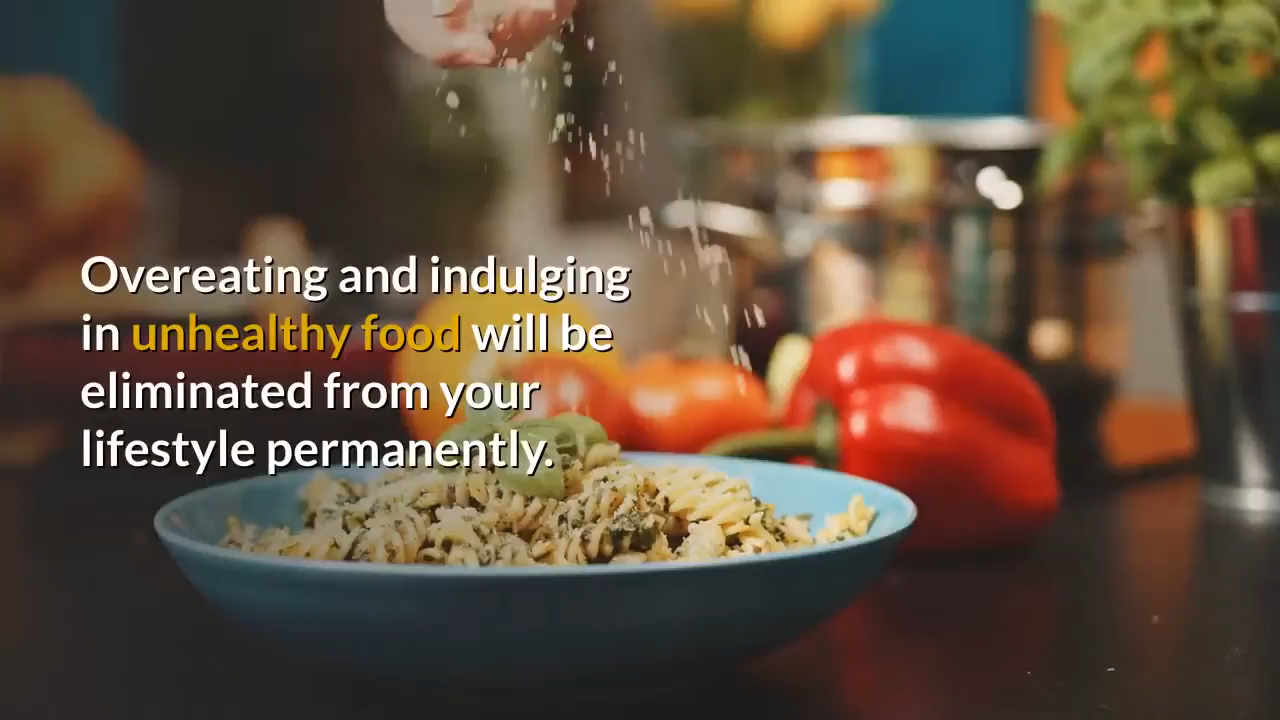 Overeating and indulging
in unhealthy food will be
eliminated from your
lifestyle permanently.